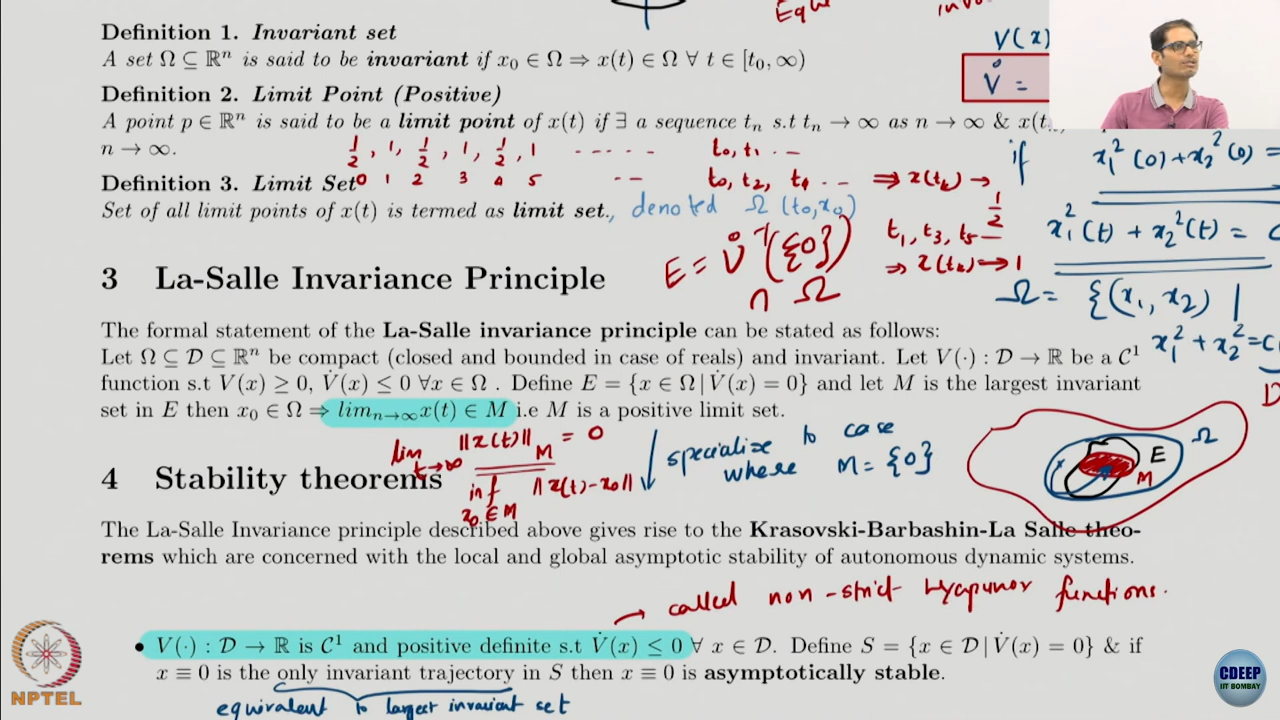 Equ
inv
Definition 1. Invariant set
V(x)
A set Ω ⊆ ℝⁿ is said to be invariant if x₀ ∈ Ω ⇒ x(t) ∈ Ω ∀ t ∈ [t₀, ∞)
V̇ =
Definition 2. Limit Point (Positive)
A point p ∈ ℝⁿ is said to be a limit point of x(t) if ∃ a sequence tₙ s.t tₙ → ∞ as n → ∞ & x(t
n → ∞.
1/2, 1, 1/2, 1, 1/2, 1 ......
t₀, t₁ ...
if x₁²(0) + x₂²(0) =
Definition 3. Limit Set
0 1 2 3 4 5 ...
t₀, t₂, t₄ ... ⇒ x(tₖ) → 1/2
Set of all limit points of x(t) is termed as limit set., denoted Ω (t₀, x₀)
t₁, t₃, t₅ — ⇒ x(tₖ) → 1
x₁²(t) + x₂²(t) = c
E = V̇⁻¹({0}) ∩ Ω
Ω = {(x₁, x₂) | x₁² + x₂² = c
3 La-Salle Invariance Principle
The formal statement of the La-Salle invariance principle can be stated as follows:
Let Ω ⊆ 𝒟 ⊆ ℝⁿ be compact (closed and bounded in case of reals) and invariant. Let V(·) : 𝒟 → ℝ be a 𝒞¹
function s.t V(x) ≥ 0, V̇(x) ≤ 0 ∀x ∈ Ω . Define E = {x ∈ Ω | V̇(x) = 0} and let M is the largest invariant
set in E then x₀ ∈ Ω ⇒ limₙ→∞x(t) ∈ M i.e M is a positive limit set.
lim t→∞ ||x(t)||_M = 0
inf x₀ ∈ M ||x(t) - x₀||
specialize to case
where M = {0}
Ω
E
M
4 Stability theorems
The La-Salle Invariance principle described above gives rise to the Krasovski-Barbashin-La Salle theo-
rems which are concerned with the local and global asymptotic stability of autonomous dynamic systems.
called non-strict Lyapunov functions.
• V(·) : 𝒟 → ℝ is 𝒞¹ and positive definite s.t V̇(x) ≤ 0 ∀ x ∈ 𝒟. Define S = {x ∈ 𝒟 | V̇(x) = 0} & if
x ≡ 0 is the only invariant trajectory in S then x ≡ 0 is asymptotically stable.
equivalent to largest invariant set
NPTEL
CDEEP
IIT BOMBAY